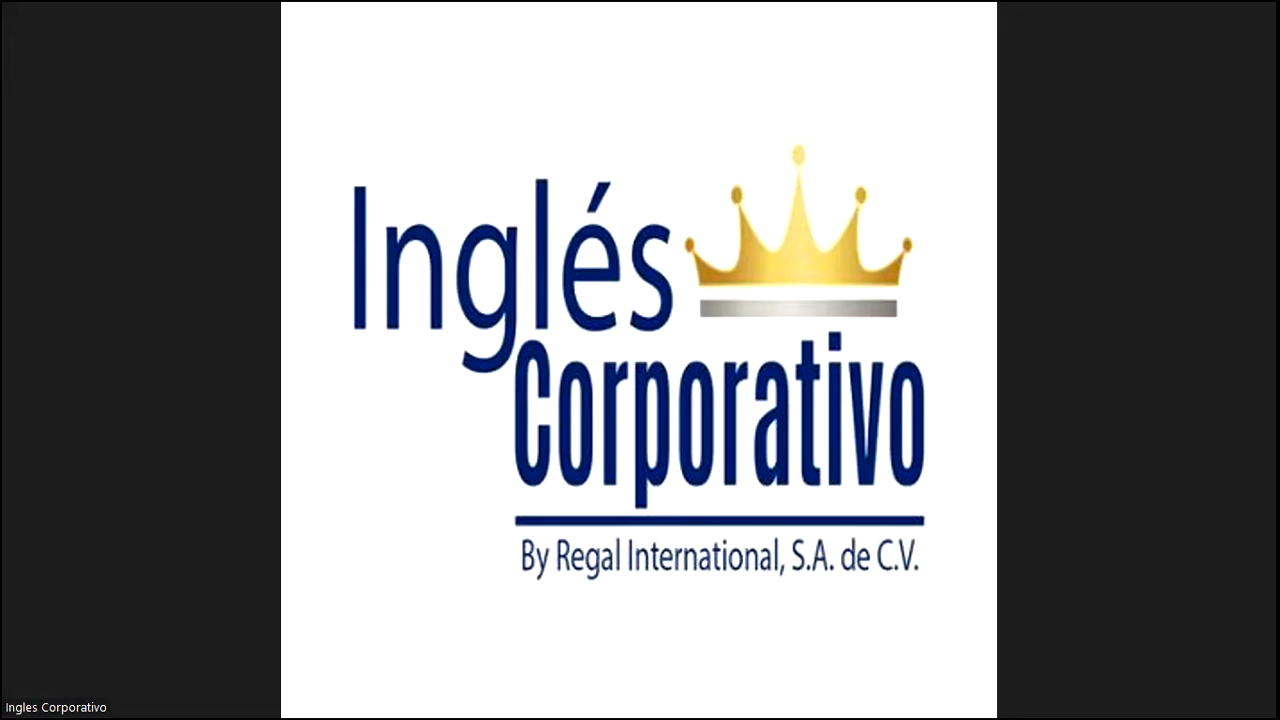 Inglés
Corporativo
By Regal International, S.A. de C.V.
Ingles Corporativo